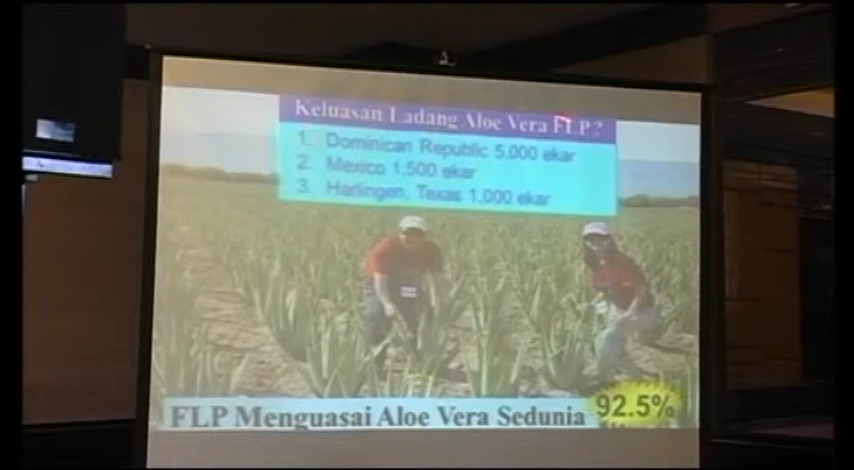 Keluasan Ladang Aloe Vera FLP?
1. Dominican Republic 5,000 ekar
2. Mexico 1,500 ekar
3. Harlingen, Texas 1,000 ekar
FLP Menguasai Aloe Vera Sedunia
92.5%